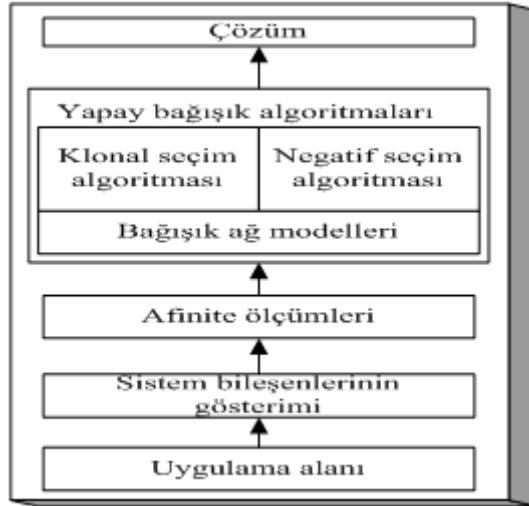 Çözüm
Yapay bağışık algoritmaları
Klonal seçim
algoritması
Negatif seçim
algoritması
Bağışık ağ modelleri
Afinite ölçümleri
Sistem bileşenlerinin
gösterimi
Uygulama alanı